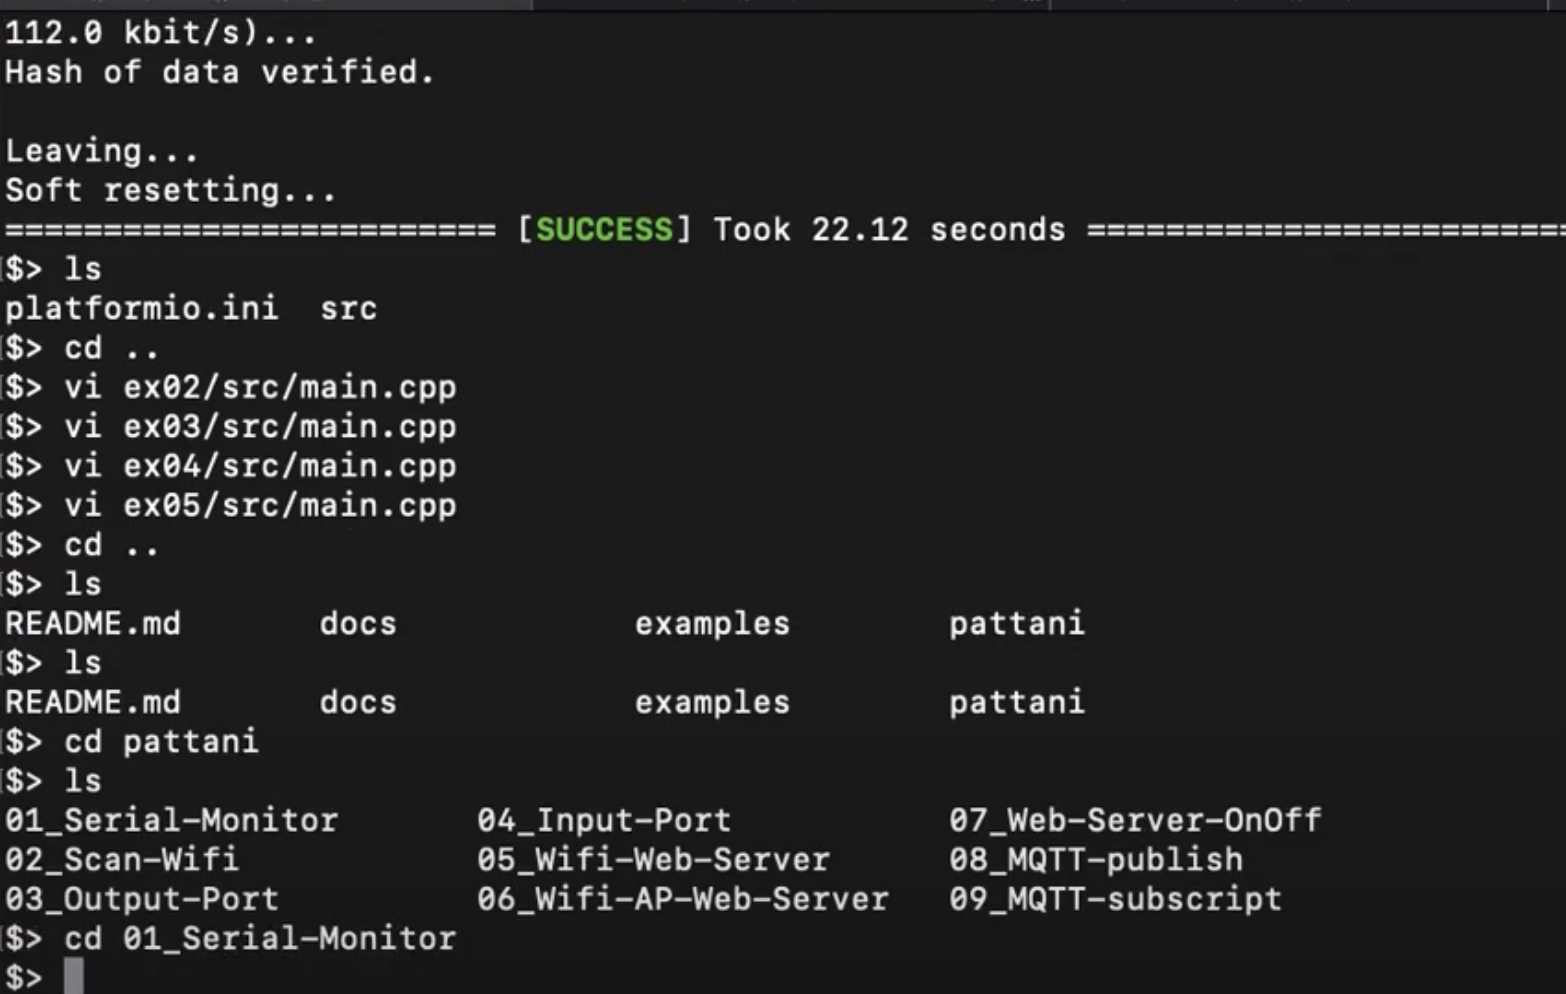 112.0 kbit/s)...
Hash of data verified.
Leaving...
Soft resetting...
========================= [SUCCESS] Took 22.12 seconds =========================
$> ls
platformio.ini  src
$> cd ..
$> vi ex02/src/main.cpp
$> vi ex03/src/main.cpp
$> vi ex04/src/main.cpp
$> vi ex05/src/main.cpp
$> cd ..
$> ls
README.md       docs            examples        pattani
$> ls
README.md       docs            examples        pattani
$> cd pattani
$> ls
01_Serial-Monitor       04_Input-Port           07_Web-Server-OnOff
02_Scan-Wifi            05_Wifi-Web-Server      08_MQTT-publish
03_Output-Port          06_Wifi-AP-Web-Server   09_MQTT-subscript
$> cd 01_Serial-Monitor
$>